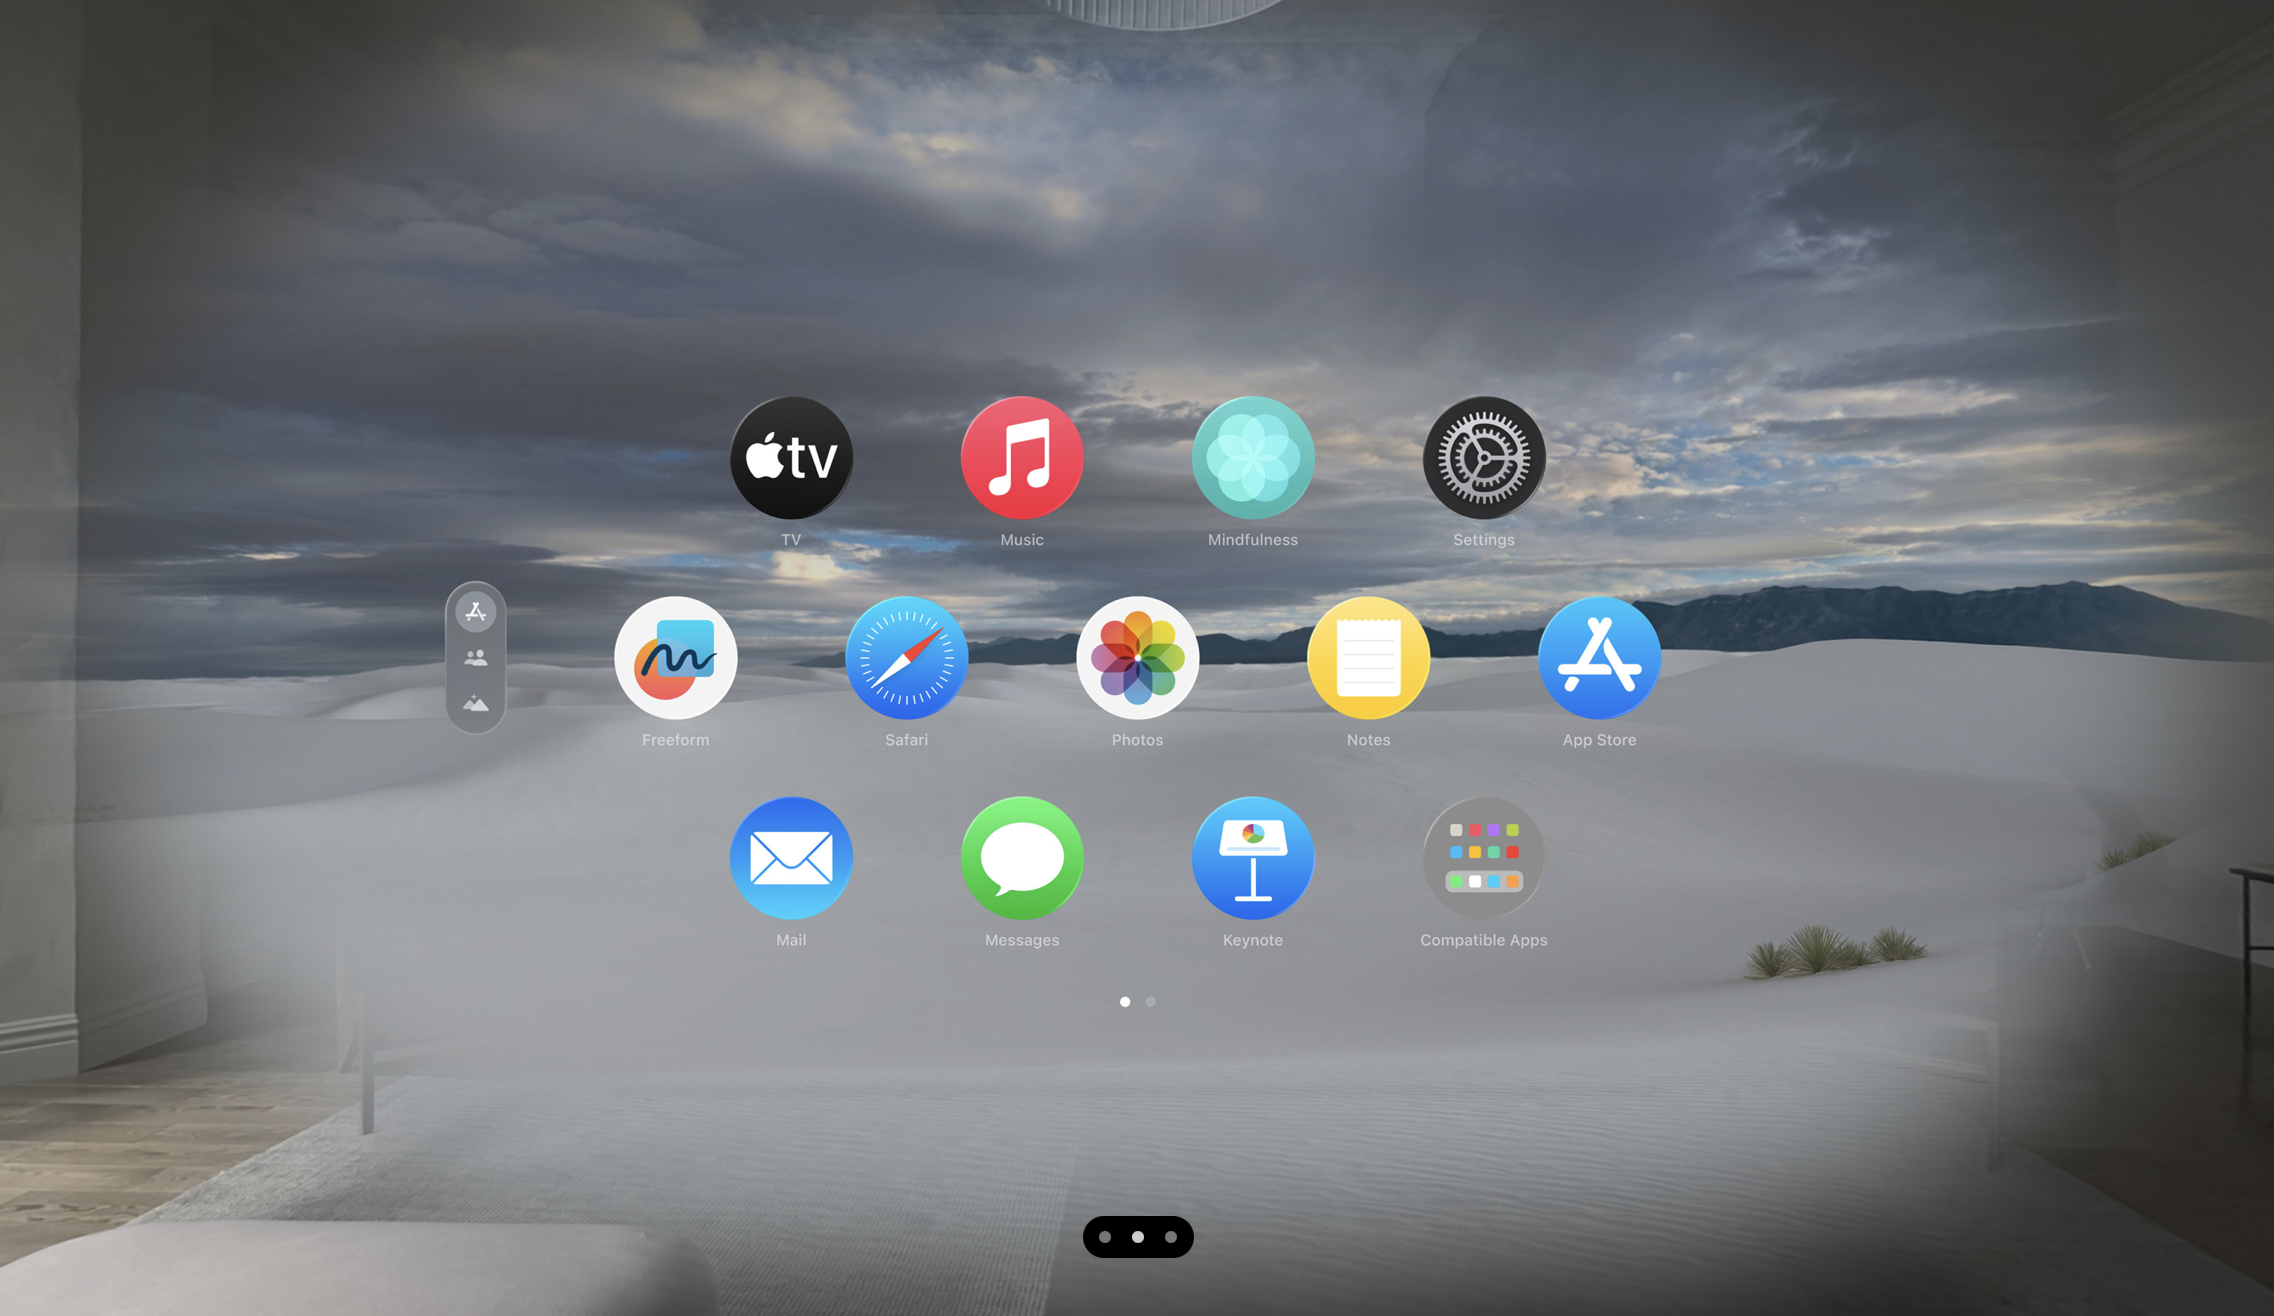 tv
TV
Music
Mindfulness
Settings
Freeform
Safari
Photos
Notes
App Store
Mail
Messages
Keynote
Compatible Apps